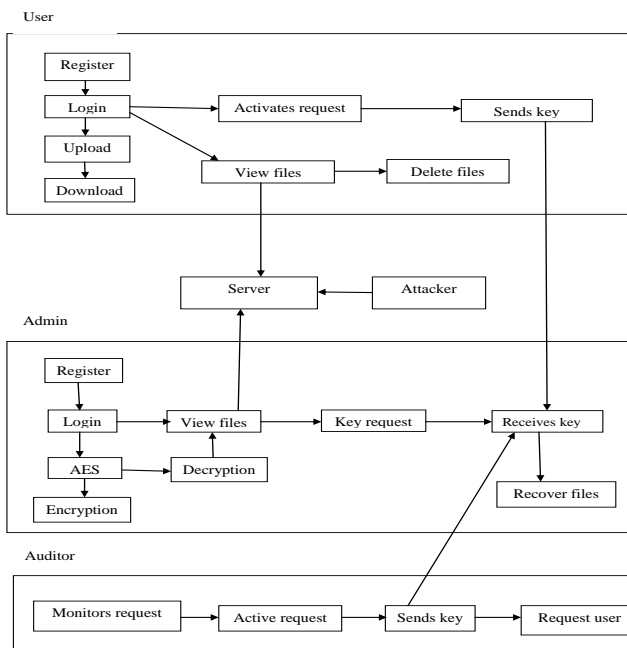 User
Register
Login
Activates request
Sends key
Upload
View files
Delete files
Download
Server
Attacker
Admin
Register
Login
View files
Key request
Receives key
AES
Decryption
Recover files
Encryption
Auditor
Monitors request
Active request
Sends key
Request user